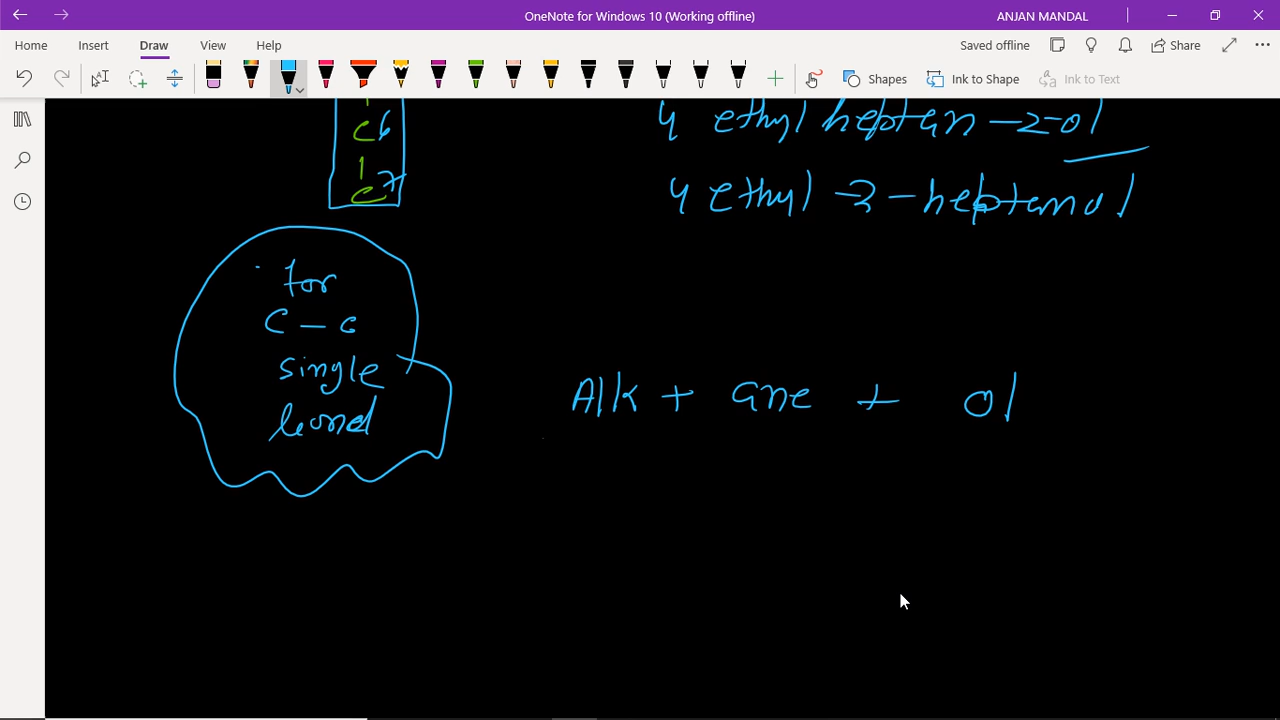 OneNote for Windows 10 (Working offline)
ANJAN MANDAL
Home Insert Draw View Help
Saved offline Share
Shapes Ink to Shape Ink to Text
c6
c7
4 ethyl heptan-2-ol
4 ethyl -3-heptanol
for
C - C
single
bond
Alk + ane + ol